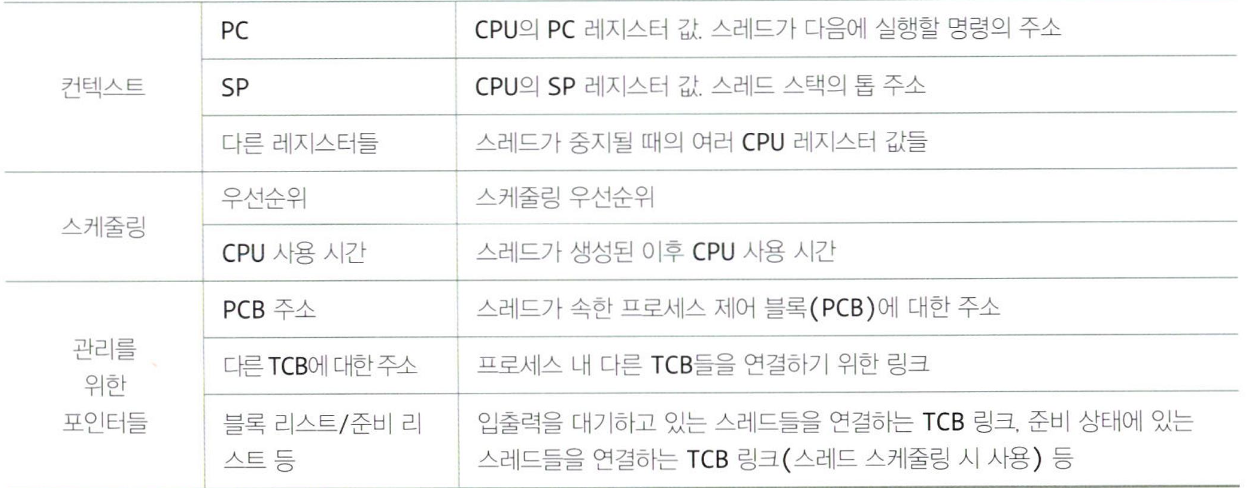 컨텍스트
PC
CPU의 PC 레지스터 값. 스레드가 다음에 실행할 명령의 주소
SP
CPU의 SP 레지스터 값. 스레드 스택의 톱 주소
다른 레지스터들
스레드가 중지될 때의 여러 CPU 레지스터 값들
스케줄링
우선순위
스케줄링 우선순위
CPU 사용 시간
스레드가 생성된 이후 CPU 사용 시간
관리를
위한
포인터들
PCB 주소
스레드가 속한 프로세스 제어 블록(PCB)에 대한 주소
다른 TCB에 대한 주소
프로세스 내 다른 TCB들을 연결하기 위한 링크
블록 리스트/준비 리
스트 등
입출력을 대기하고 있는 스레드들을 연결하는 TCB 링크, 준비 상태에 있는
스레드들을 연결하는 TCB 링크(스레드 스케줄링 시 사용) 등